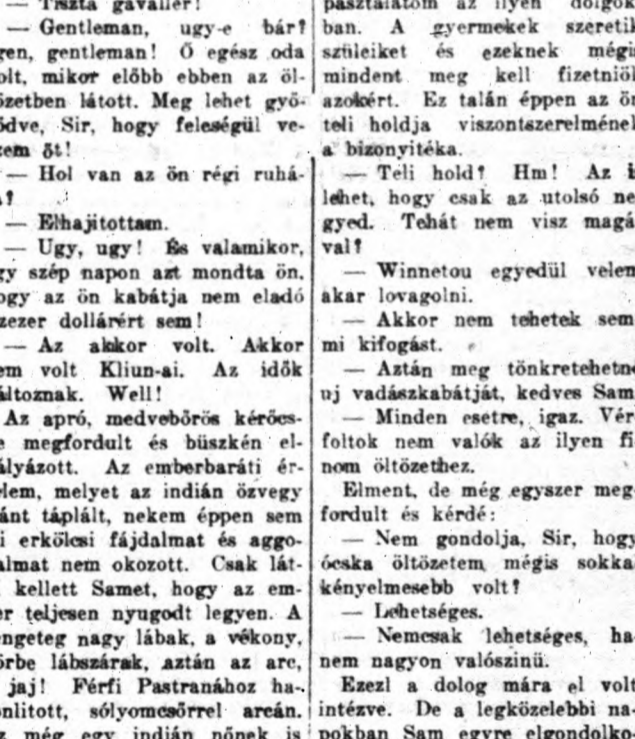 — Tiszta gavallér!
— Gentleman, ugy-e bár?
gen, gentleman! Ő egész oda
olt, mikor előbb ebben az öl-
özetben látott. Meg lehet győ-
ődve, Sir, hogy feleségül ve-
zem őt!
— Hol van az ön régi ruhá-
?
— Elhajitottam.
— Ugy, ugy! És valamikor,
gy szép napon azt mondta ön,
ogy az ön kabátja nem eladó
zezer dollárért sem!
— Az akkor volt. Akkor
em volt Kliun-ai. Az idők
áltoznak. Well!
Az apró, medvebőrös kérőcs-
e megfordult és büszkén el-
ályázott. Az emberbaráti ér-
elem, melyet az indián özvegy
ánt táplált, nekem éppen sem
i erkölcsi fájdalmat és aggo-
almat nem okozott. Csak lát-
kellett Samet, hogy az em-
er teljesen nyugodt legyen. A
engeteg nagy lábak, a vékony,
örbe lábszárak, aztán az arc,
jaj! Férfi Pastranához ha-
onlitott, sólyomcsőrrel arcán.
z még egy indián nőnek is
pasztalatom az ilyen dolgok
ban. A gyermekek szeretik
szüleiket és ezeknek mégis
mindent meg kell fizetniök
azokért. Ez talán éppen az ön
teli holdja viszontszerelmének
a bizonyitéka.
— Teli hold? Hm! Az i
lehet, hogy csak az utolsó ne
gyed. Tehát nem visz magá
val?
— Winnetou egyedül velem
akar lovagolni.
— Akkor nem tehetek sem
mi kifogást.
— Aztán meg tönkretehetne
uj vadászkabátját, kedves Sam
— Minden esetre, igaz. Vér
foltok nem valók az ilyen fi
nom öltözethez.
Elment, de még egyszer meg
fordult és kérdé:
— Nem gondolja, Sir, hogy
ócska öltözetem mégis sokka
kényelmesebb volt?
— Lehetséges.
— Nemcsak lehetséges, ha
nem nagyon valószinü.
Ezezl a dolog mára el volt
intézve. De a legközelebbi na-
pokban Sam egyre elgondolko-